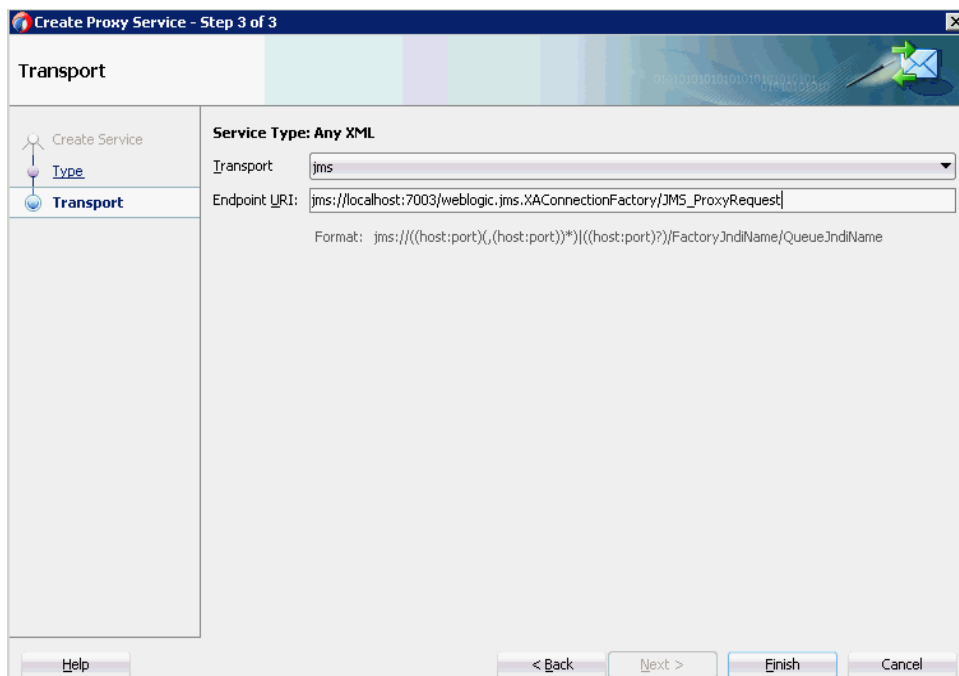 Create Proxy Service - Step 3 of 3
Transport
Create Service
Type
Transport
Service Type: Any XML
Transport jms
Endpoint URI: jms://localhost:7003/weblogic.jms.XAConnectionFactory/JMS_ProxyRequest
Format: jms://((host:port)(,(host:port))*)|((host:port)?)/FactoryJndiName/QueueJndiName
Help < Back Next > Finish Cancel